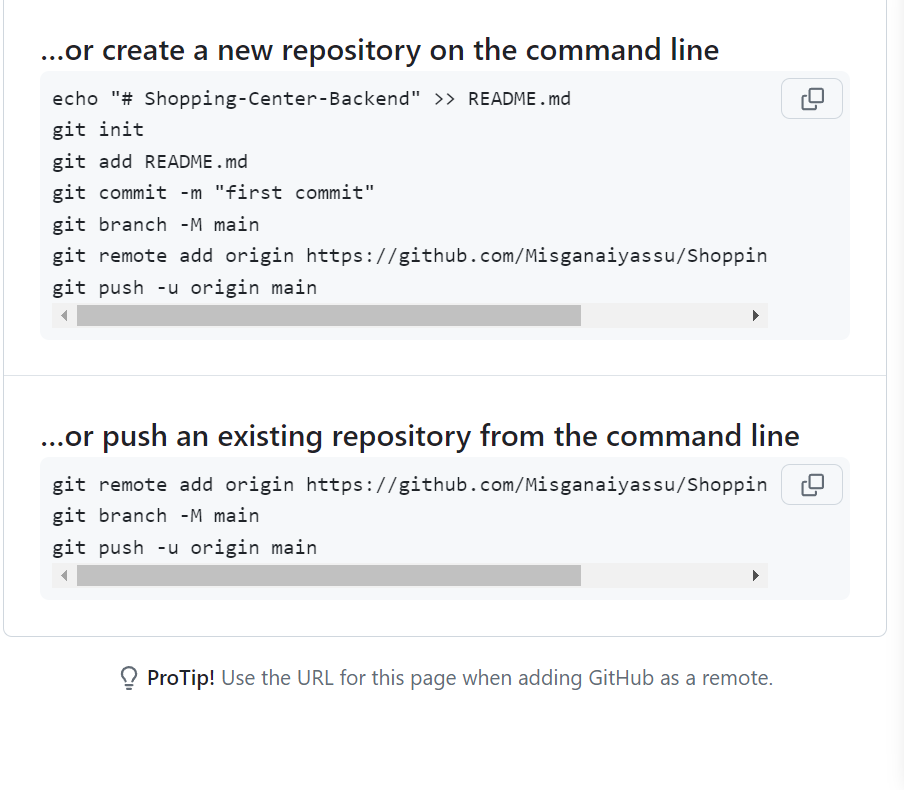 ...or create a new repository on the command line
echo "# Shopping-Center-Backend" >> README.md
git init
git add README.md
git commit -m "first commit"
git branch -M main
git remote add origin https://github.com/Misganaiyassu/Shoppin
git push -u origin main
...or push an existing repository from the command line
git remote add origin https://github.com/Misganaiyassu/Shoppin
git branch -M main
git push -u origin main
ProTip! Use the URL for this page when adding GitHub as a remote.